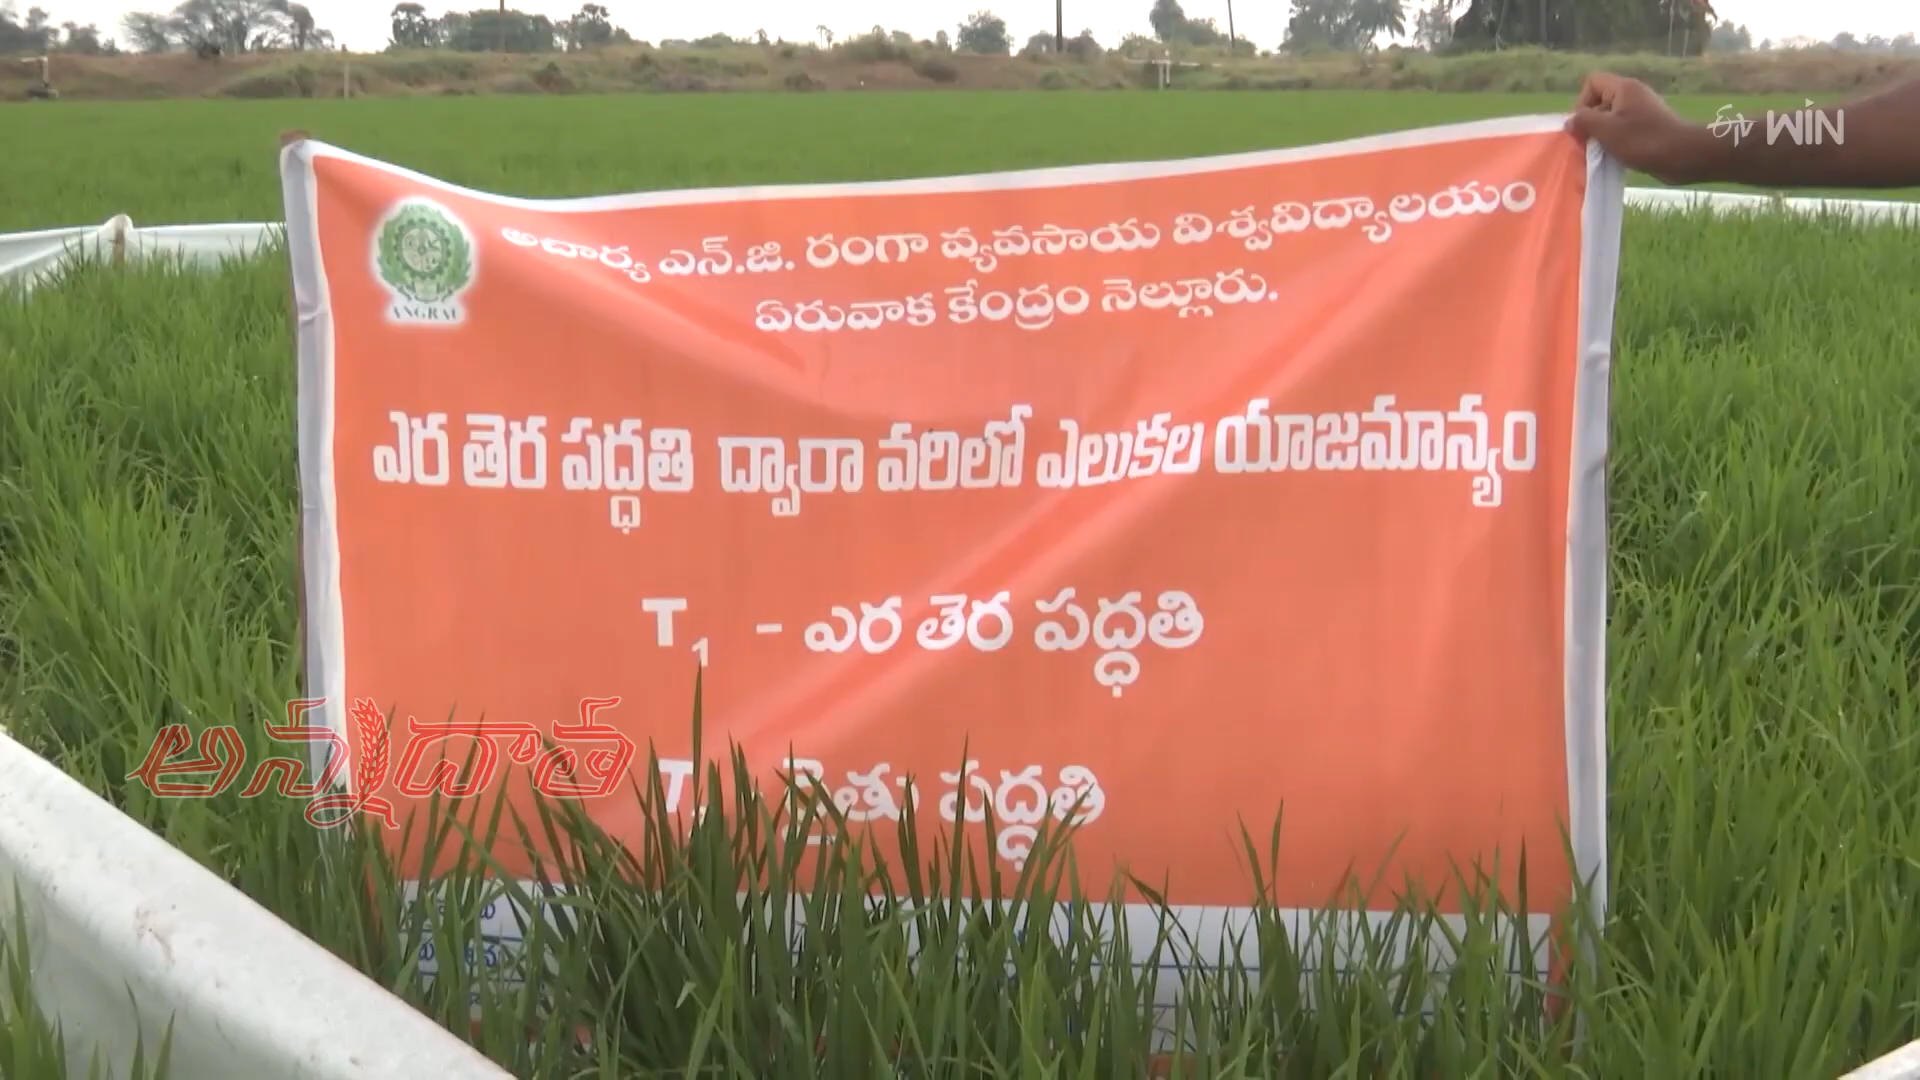 ఈటీవీ WIN
ఆచార్య ఎన్.జి. రంగా వ్యవసాయ విశ్వవిద్యాలయం
ఏరువాక కేంద్రం నెల్లూరు.
ANGRAU
ఎర తెర పద్ధతి ద్వారా వరిలో ఎలుకల యాజమాన్యం
T1 - ఎర తెర పద్ధతి
రైతు పద్ధతి
అన్నదాత